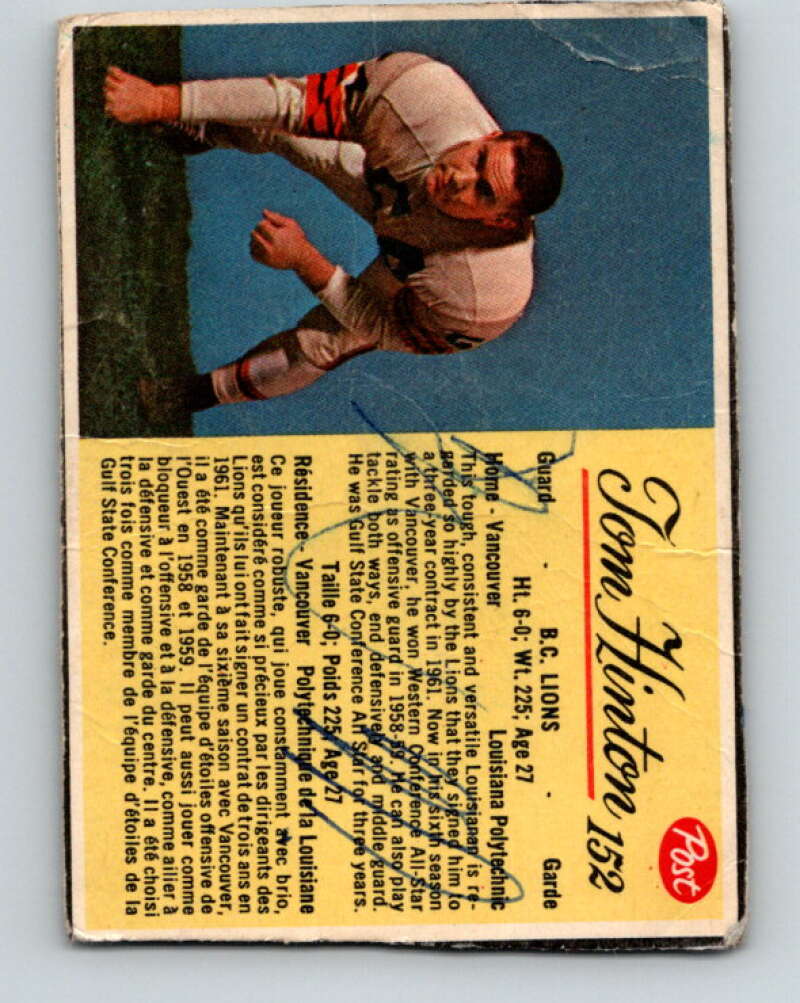 Tom Hinton 152
Post
Guard - B.C. LIONS - Garde
Ht. 6-0; Wt. 225; Age 27
Home - Vancouver Louisiana Polytechnic
This tough, consistent and versatile Louisianan is re-
garded so highly by the Lions that they signed him to
a three-year contract in 1961. Now in his sixth season
with Vancouver, he won Western Conference All Star
rating as offensive guard in 1958-59. He can also play
tackle both ways, end defensively and middle guard.
He was Gulf State Conference All Star for three years.
Taille 6-0; Poids 225; Age 27
Résidence- Vancouver Polytechnique de la Louisiane
Ce joueur robuste, qui joue constamment avec brio,
est considéré comme si précieux par les dirigeants des
Lions qu'ils lui ont fait signer un contrat de trois ans en
1961. Maintenant à sa sixième saison avec Vancouver,
il a été comme garde de l'équipe d'étoiles offensive de
l'Ouest en 1958 et 1959. Il peut aussi jouer comme
bloqueur à l'offensive et à la défensive, comme ailier à
la défensive et comme garde du centre. Il a été choisi
trois fois comme membre de l'équipe d'étoiles de la
Gulf State Conference.